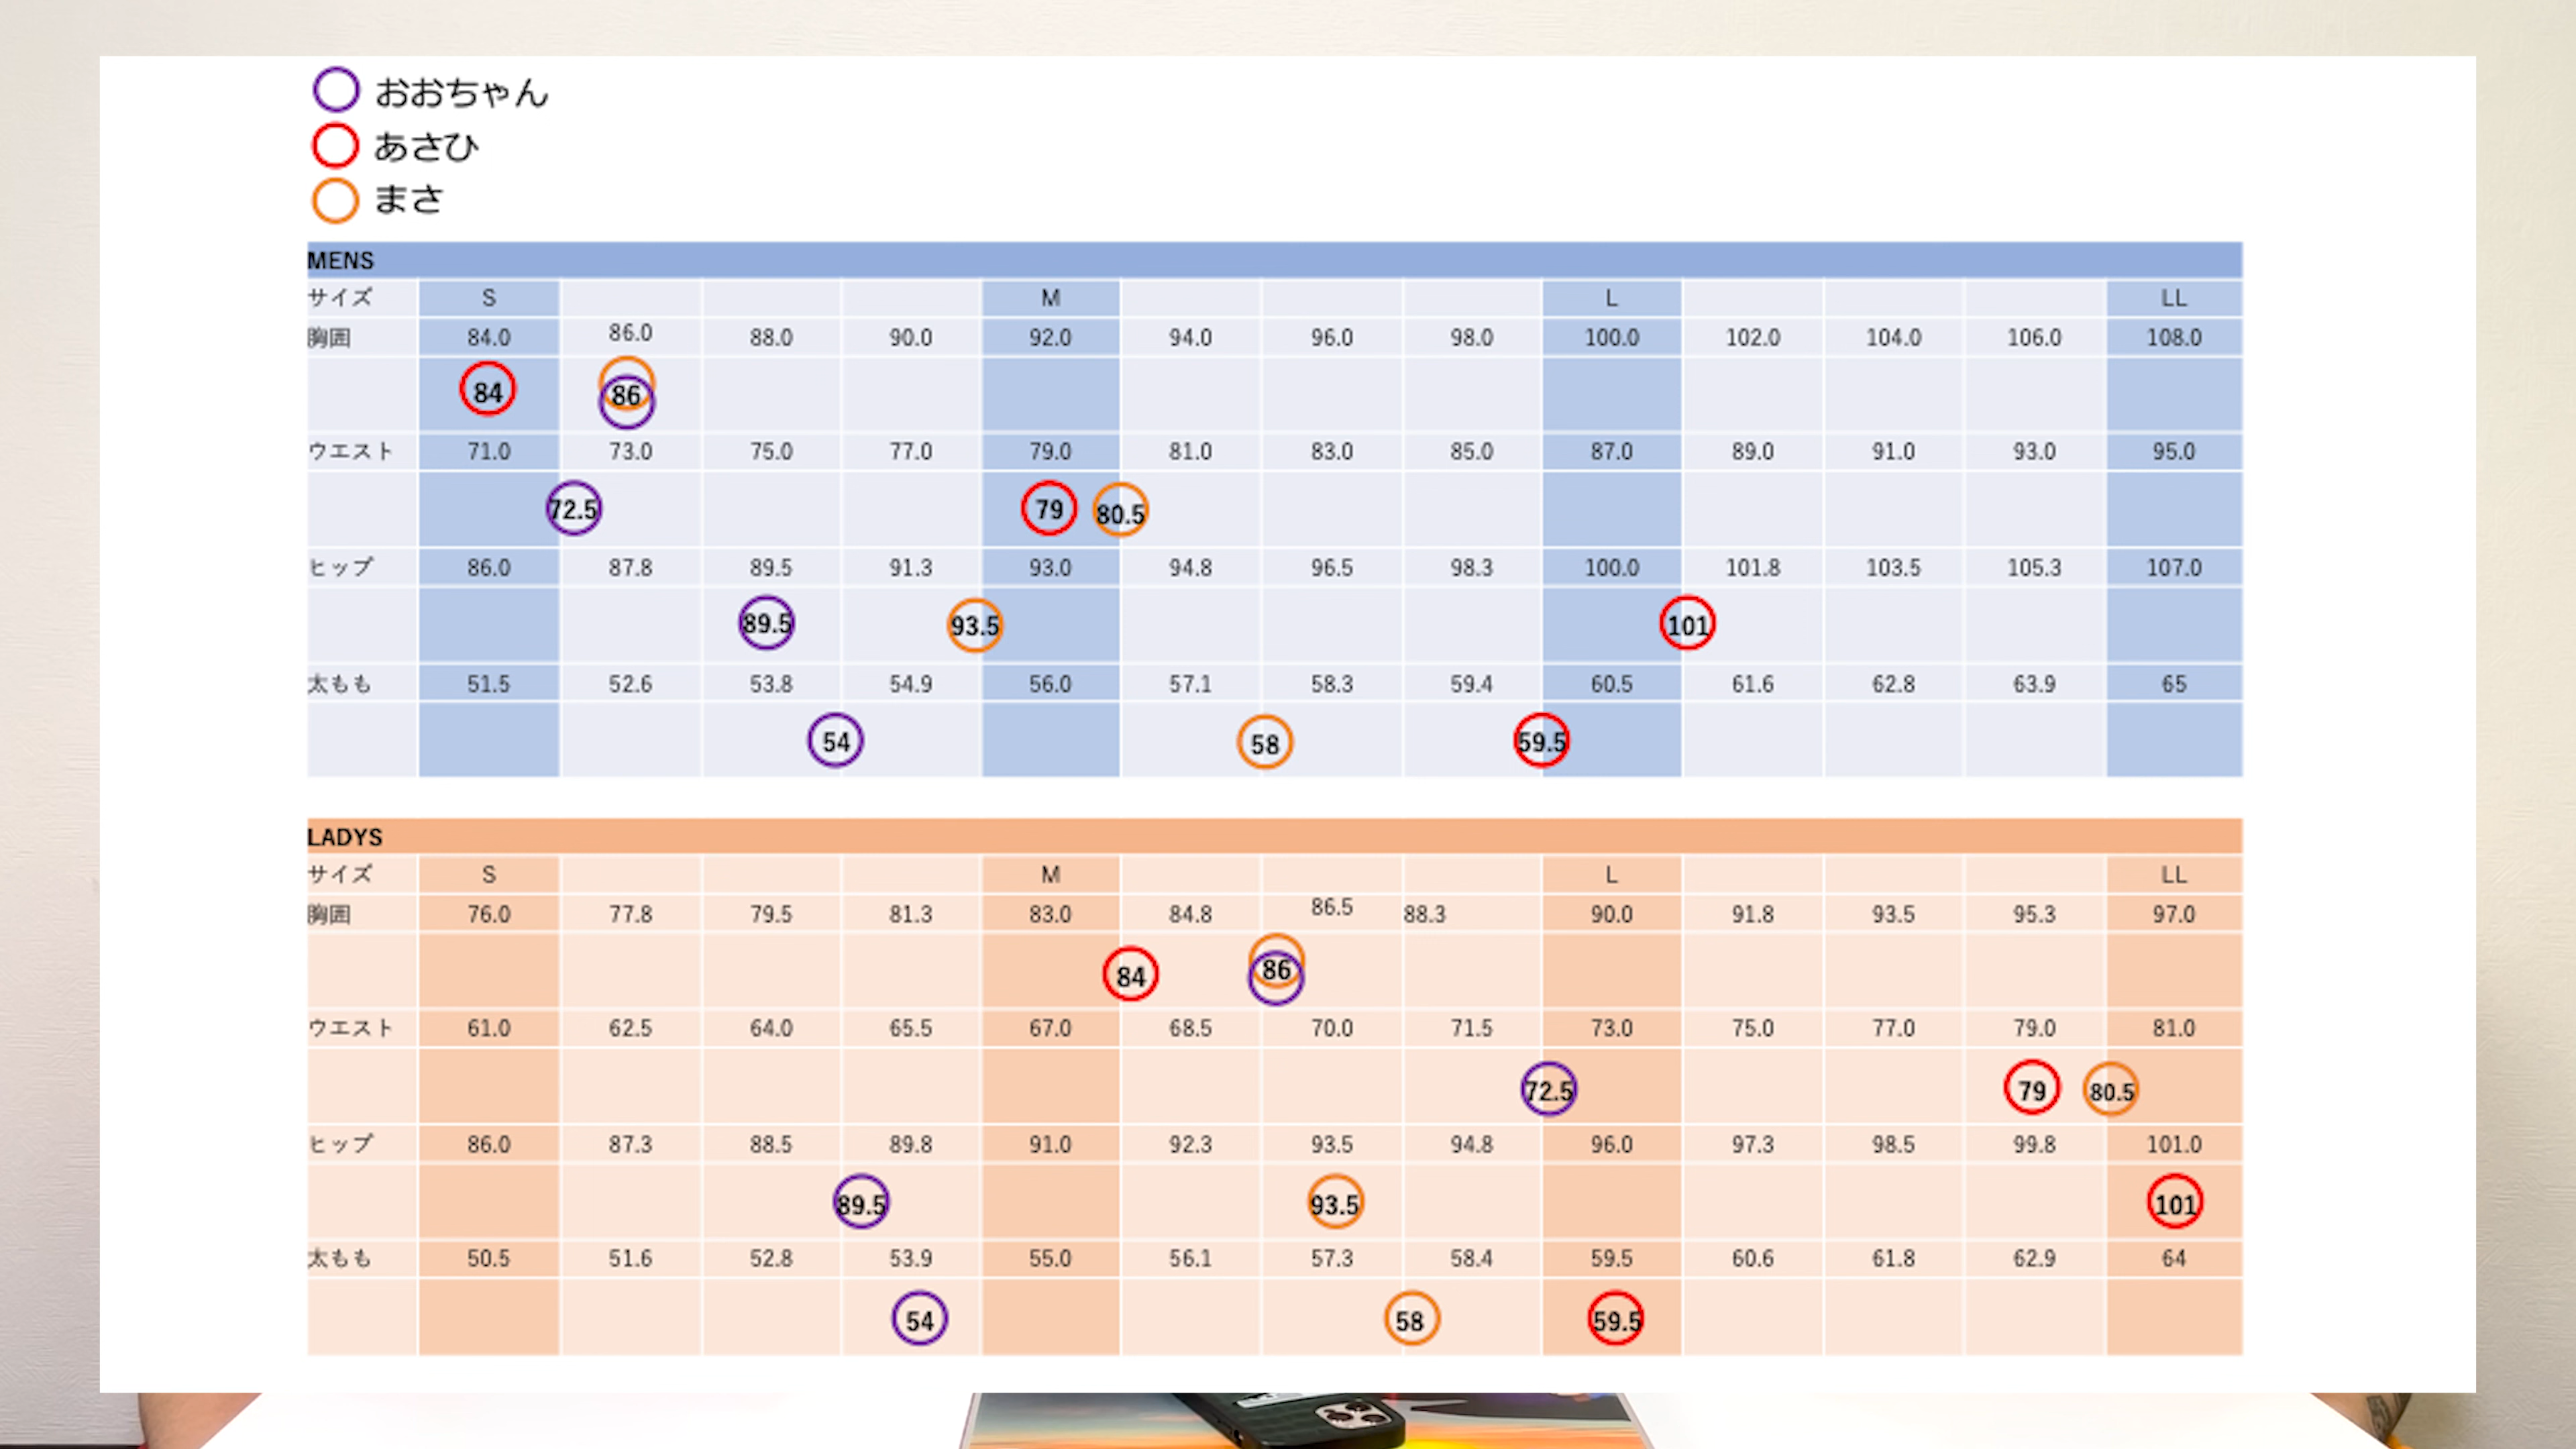 おおちゃん
あさひ
まさ
MENS
サイズ S M L LL
胸囲 84.0 86.0 88.0 90.0 92.0 94.0 96.0 98.0 100.0 102.0 104.0 106.0 108.0
84 86
ウエスト 71.0 73.0 75.0 77.0 79.0 81.0 83.0 85.0 87.0 89.0 91.0 93.0 95.0
72.5 79 80.5
ヒップ 86.0 87.8 89.5 91.3 93.0 94.8 96.5 98.3 100.0 101.8 103.5 105.3 107.0
89.5 93.5 101
太もも 51.5 52.6 53.8 54.9 56.0 57.1 58.3 59.4 60.5 61.6 62.8 63.9 65
54 58 59.5
LADYS
サイズ S M L LL
胸囲 76.0 77.8 79.5 81.3 83.0 84.8 86.5 88.3 90.0 91.8 93.5 95.3 97.0
84 86
ウエスト 61.0 62.5 64.0 65.5 67.0 68.5 70.0 71.5 73.0 75.0 77.0 79.0 81.0
72.5 79 80.5
ヒップ 86.0 87.3 88.5 89.8 91.0 92.3 93.5 94.8 96.0 97.3 98.5 99.8 101.0
89.5 93.5 101
太もも 50.5 51.6 52.8 53.9 55.0 56.1 57.3 58.4 59.5 60.6 61.8 62.9 64
54 58 59.5